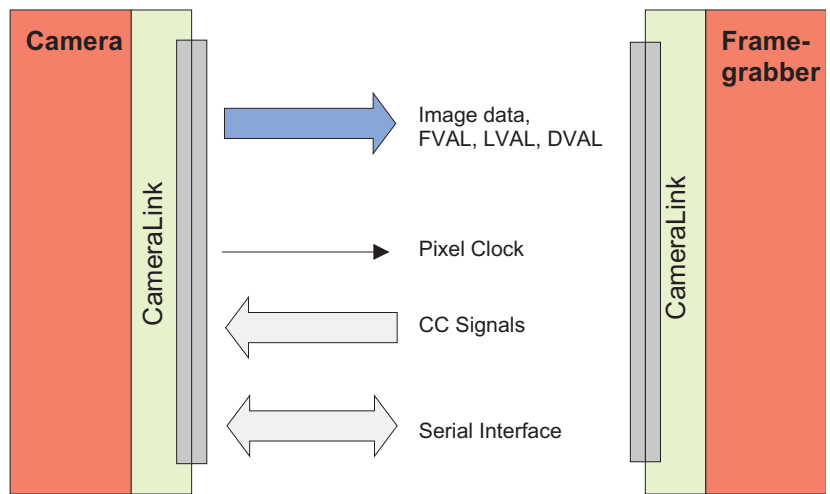 Camera
Frame-
grabber
Image data,
FVAL, LVAL, DVAL
CameraLink
CameraLink
Pixel Clock
CC Signals
Serial Interface